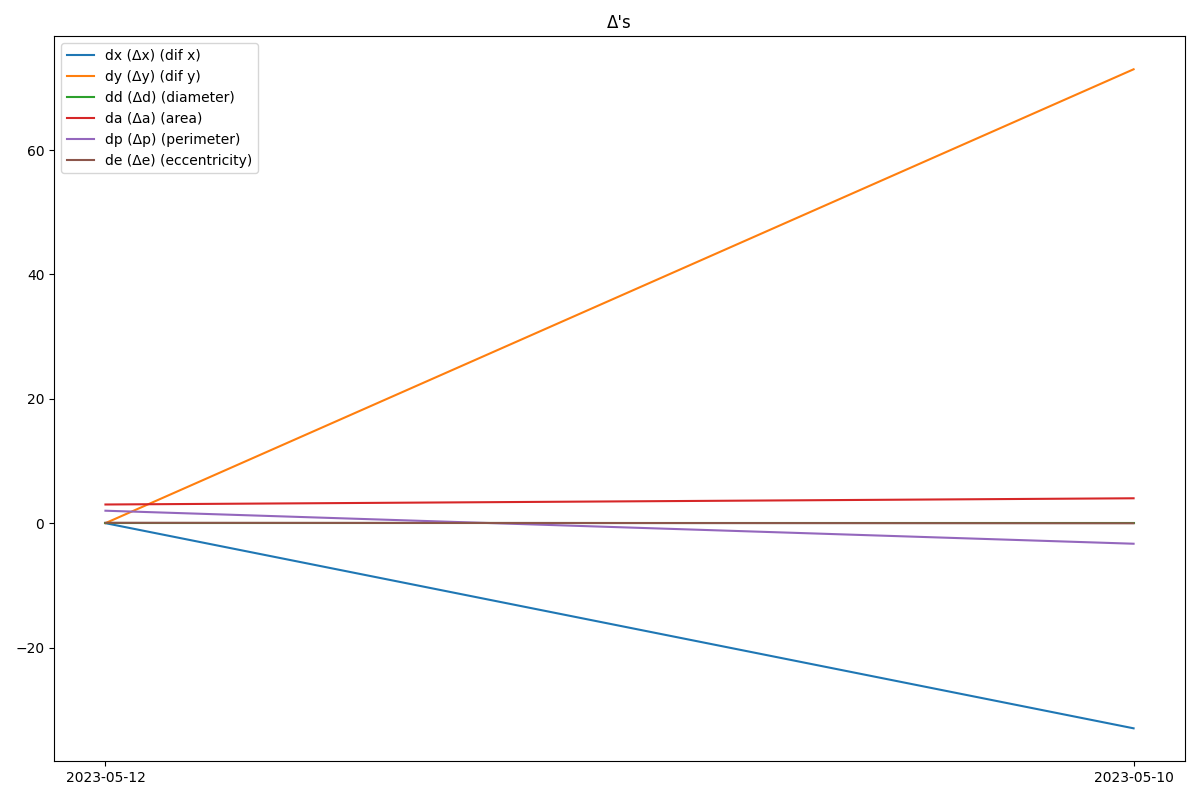 Δ's
dx (Δx) (dif x)
dy (Δy) (dif y)
dd (Δd) (diameter)
da (Δa) (area)
dp (Δp) (perimeter)
de (Δe) (eccentricity)
60
40
20
0
−20
2023-05-12
2023-05-10